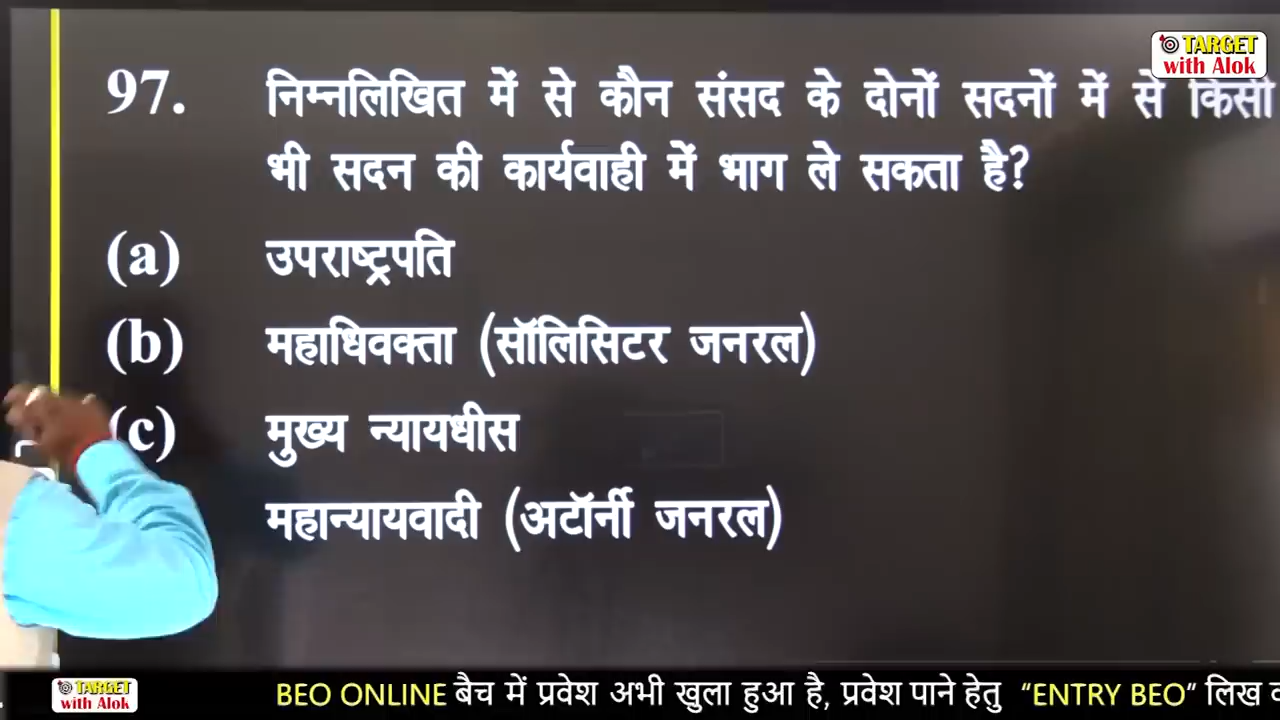 TARGET
with Alok
97. निम्नलिखित में से कौन संसद के दोनों सदनों में से किसी
भी सदन की कार्यवाही में भाग ले सकता है?
(a) उपराष्ट्रपति
(b) महाधिवक्ता (सॉलिसिटर जनरल)
(c) मुख्य न्यायधीस
महान्यायवादी (अटॉर्नी जनरल)
TARGET
with Alok
BEO ONLINE बैच में प्रवेश अभी खुला हुआ है, प्रवेश पाने हेतु “ENTRY BEO” लिख